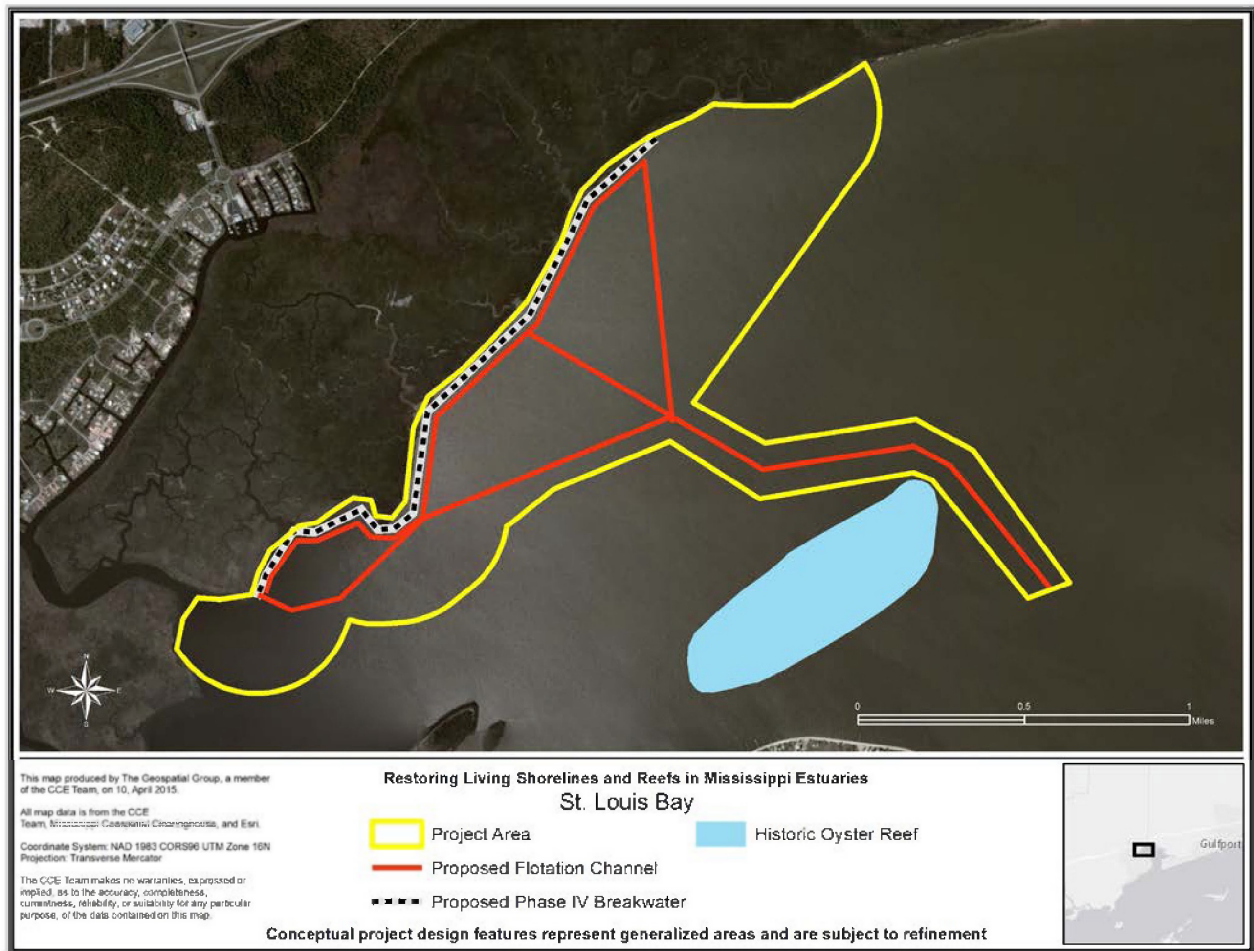 N
W E
S
0 0.5 1
Miles
This map produced by The Geospatial Group, a member
of the CCE Team, on 10, April 2015.
All map data is from the CCE
Team, Mississippi Geospatial Clearinghouse, and Esri.
Coordinate System: NAD 1983 CORS96 UTM Zone 16N
Projection: Transverse Mercator
The CCE Team makes no warranties, expressed or
implied, as to the accuracy, completeness,
currentness, reliability, or suitability for any particular
purpose, of the data contained on this map.
Restoring Living Shorelines and Reefs in Mississippi Estuaries
St. Louis Bay
Project Area
Historic Oyster Reef
Proposed Flotation Channel
Proposed Phase IV Breakwater
Conceptual project design features represent generalized areas and are subject to refinement
Gulfport